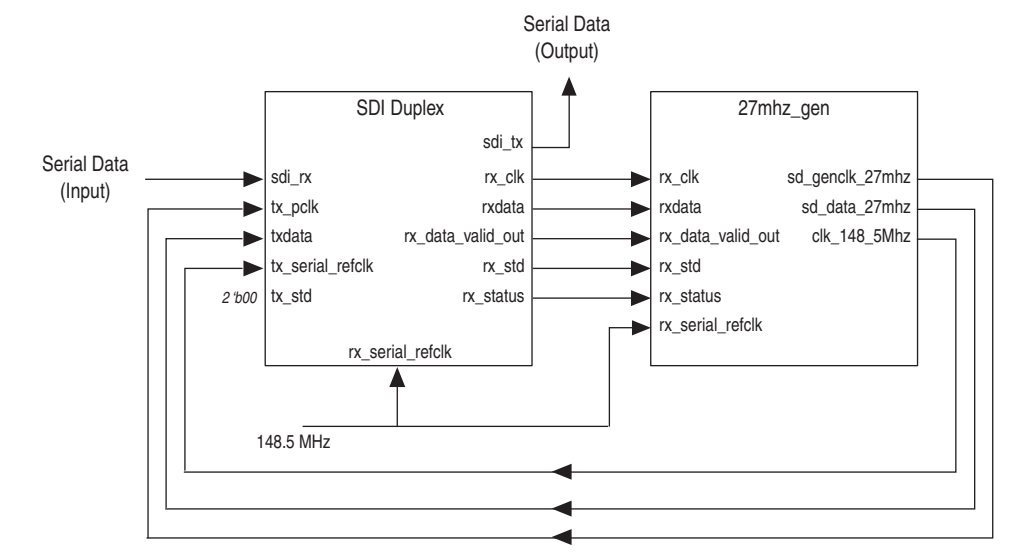 Serial Data
(Output)
SDI Duplex
27mhz_gen
sdi_tx
Serial Data
(Input)
sdi_rx
rx_clk
rx_clk
sd_genclk_27mhz
tx_pclk
rxdata
rxdata
sd_data_27mhz
txdata
rx_data_valid_out
rx_data_valid_out
clk_148_5Mhz
tx_serial_refclk
rx_std
rx_std
2 'b00
tx_std
rx_status
rx_status
rx_serial_refclk
rx_serial_refclk
148.5 MHz